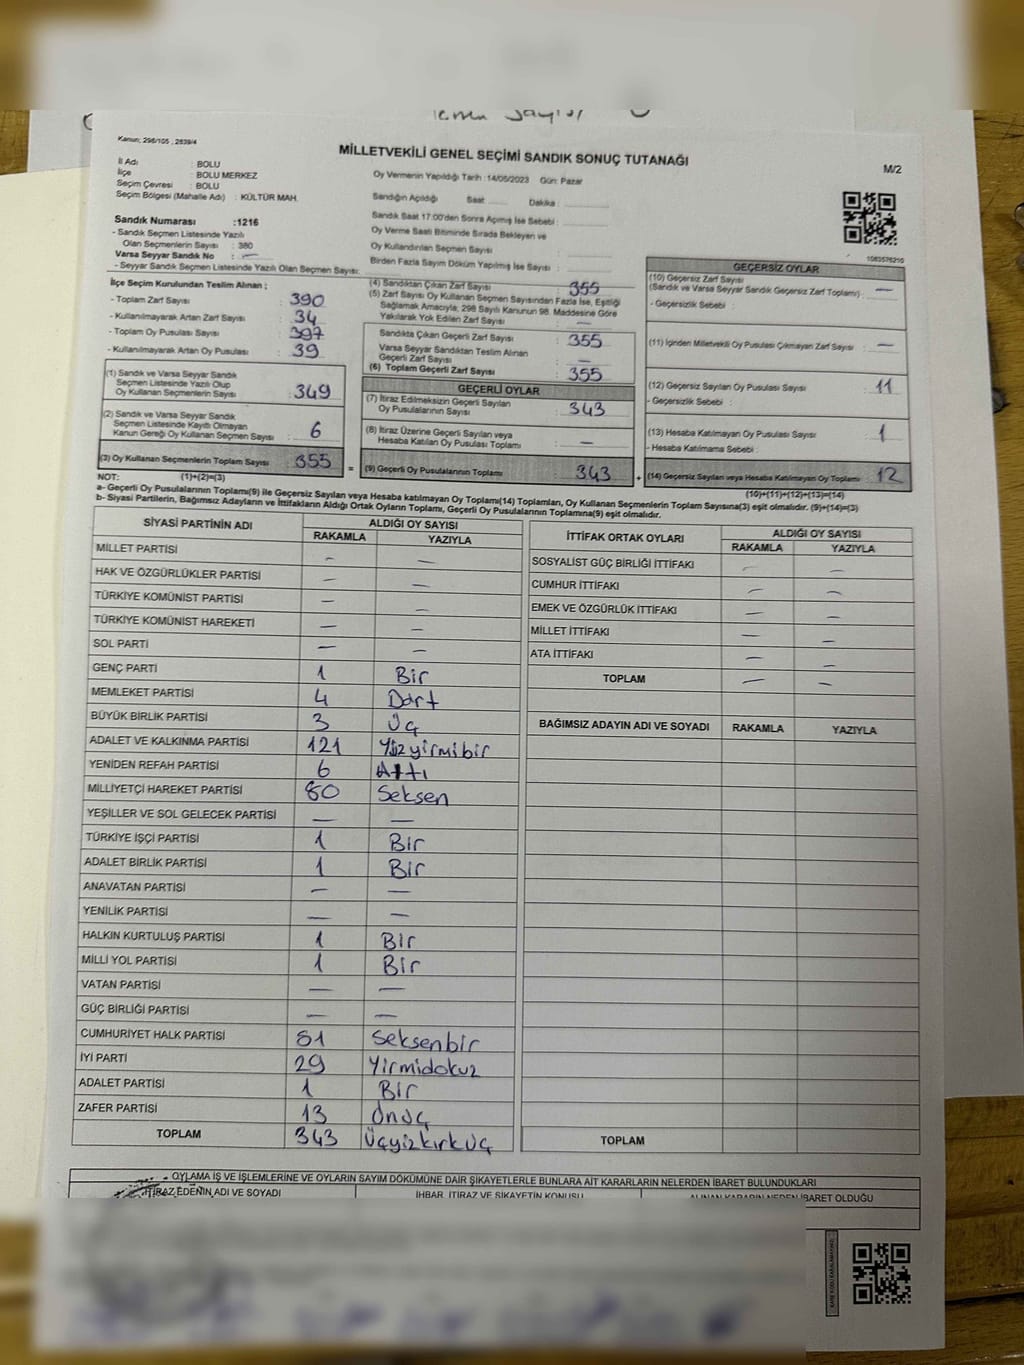 Kanun; 298/105 , 2839/4
MİLLETVEKİLİ GENEL SEÇİMİ SANDIK SONUÇ TUTANAĞI
M/2
İl Adı : BOLU
İlçe : BOLU MERKEZ
Seçim Çevresi : BOLU
Seçim Bölgesi (Mahalle Adı) : KÜLTÜR MAH.
Sandık Numarası :1216
- Sandık Seçmen Listesinde Yazılı
Olan Seçmenlerin Sayısı : 380
Varsa Seyyar Sandık No : —
- Seyyar Sandık Seçmen Listesinde Yazılı Olan Seçmen Sayısı:
Oy Vermenin Yapıldığı Tarih :14/05/2023 Gün: Pazar
Sandığın Açıldığı Saat Dakika :
Sandık Saat 17:00'den Sonra Açılmış İse Sebebi :
Oy Verme Saati Bitiminde Sırada Bekleyen ve
Oy Kullandırılan Seçmen Sayısı
Birden Fazla Sayım Döküm Yapılmış İse Sayısı :
1083576210
İlçe Seçim Kurulundan Teslim Alınan ;
- Toplam Zarf Sayısı : 390
- Kullanılmayarak Artan Zarf Sayısı : 34
- Toplam Oy Pusulası Sayısı : 397
- Kullanılmayarak Artan Oy Pusulası : 39
(1) Sandık ve Varsa Seyyar Sandık
Seçmen Listesinde Yazılı Olup
Oy Kullanan Seçmenlerin Sayısı : 349
(2) Sandık ve Varsa Seyyar Sandık
Seçmen Listesinde Kayıtlı Olmayan
Kanun Gereği Oy Kullanan Seçmen Sayısı : 6
(3) Oy Kullanan Seçmenlerin Toplam Sayısı : 355
(4) Sandıktan Çıkan Zarf Sayısı : 355
(5) Zarf Sayısı Oy Kullanan Seçmen Sayısından Fazla İse, Eşitliği
Sağlamak Amacıyla, 298 Sayılı Kanunun 98. Maddesine Göre
Yakılarak Yok Edilen Zarf Sayısı : —
Sandıkta Çıkan Geçerli Zarf Sayısı : 355
Varsa Seyyar Sandıktan Teslim Alınan
Geçerli Zarf Sayısı : —
(6) Toplam Geçerli Zarf Sayısı : 355
GEÇERLİ OYLAR
(7) İtiraz Edilmeksizin Geçerli Sayılan
Oy Pusulalarının Sayısı : 343
(8) İtiraz Üzerine Geçerli Sayılan veya
Hesaba Katılan Oy Pusulası Toplamı : —
= (9) Geçerli Oy Pusulalarının Toplamı : 343
GEÇERSİZ OYLAR
(10) Geçersiz Zarf Sayısı
(Sandık ve Varsa Seyyar Sandık Geçersiz Zarf Toplamı) : —
- Geçersizlik Sebebi :
(11) İçinden Milletvekili Oy Pusulası Çıkmayan Zarf Sayısı : —
(12) Geçersiz Sayılan Oy Pusulası Sayısı : 11
- Geçersizlik Sebebi :
(13) Hesaba Katılmayan Oy Pusulası Sayısı : 1
- Hesaba Katılmama Sebebi :
+ (14) Geçersiz Sayılan veya Hesaba Katılmayan Oy Toplamı : 12
NOT: (1)+(2)=(3)
(10)+(11)+(12)+(13)=(14)
a- Geçerli Oy Pusulalarının Toplamı(9) ile Geçersiz Sayılan veya Hesaba katılmayan Oy Toplamı(14) Toplamları, Oy Kullanan Seçmenlerin Toplam Sayısına(3) eşit olmalıdır. (9)+(14)=(3)
b- Siyasi Partilerin, Bağımsız Adayların ve İttifakların Aldığı Ortak Oyların Toplamı, Geçerli Oy Pusulalarının Toplamına(9) eşit olmalıdır.
SİYASİ PARTİNİN ADI ALDIĞI OY SAYISI
RAKAMLA YAZIYLA
MİLLET PARTİSİ — —
HAK VE ÖZGÜRLÜKLER PARTİSİ — —
TÜRKİYE KOMÜNİST PARTİSİ — —
TÜRKİYE KOMÜNİST HAREKETİ — —
SOL PARTİ — —
GENÇ PARTİ 1 Bir
MEMLEKET PARTİSİ 4 Dört
BÜYÜK BİRLİK PARTİSİ 3 Üç
ADALET VE KALKINMA PARTİSİ 121 Yüzyirmibir
YENİDEN REFAH PARTİSİ 6 Altı
MİLLİYETÇİ HAREKET PARTİSİ 80 Seksen
YEŞİLLER VE SOL GELECEK PARTİSİ — —
TÜRKİYE İŞÇİ PARTİSİ 1 Bir
ADALET BİRLİK PARTİSİ 1 Bir
ANAVATAN PARTİSİ — —
YENİLİK PARTİSİ — —
HALKIN KURTULUŞ PARTİSİ 1 Bir
MİLLİ YOL PARTİSİ 1 Bir
VATAN PARTİSİ — —
GÜÇ BİRLİĞİ PARTİSİ — —
CUMHURİYET HALK PARTİSİ 81 Seksenbir
İYİ PARTİ 29 Yirmidokuz
ADALET PARTİSİ 1 Bir
ZAFER PARTİSİ 13 Onüç
TOPLAM 343 Üçyüzkırküç
İTTİFAK ORTAK OYLARI ALDIĞI OY SAYISI
RAKAMLA YAZIYLA
SOSYALİST GÜÇ BİRLİĞİ İTTİFAKI — —
CUMHUR İTTİFAKI — —
EMEK VE ÖZGÜRLÜK İTTİFAKI — —
MİLLET İTTİFAKI — —
ATA İTTİFAKI — —
TOPLAM — —
BAĞIMSIZ ADAYIN ADI VE SOYADI RAKAMLA YAZIYLA
TOPLAM
OYLAMA İŞ VE İŞLEMLERİNE VE OYLARIN SAYIM DÖKÜMÜNE DAİR ŞİKAYETLERLE BUNLARA AİT KARARLARIN NELERDEN İBARET BULUNDUKLARI
İTİRAZ EDENİN ADI VE SOYADI İHBAR, İTİRAZ VE ŞİKAYETİN KONUSU ALINAN KARARIN NEDEN İBARET OLDUĞU